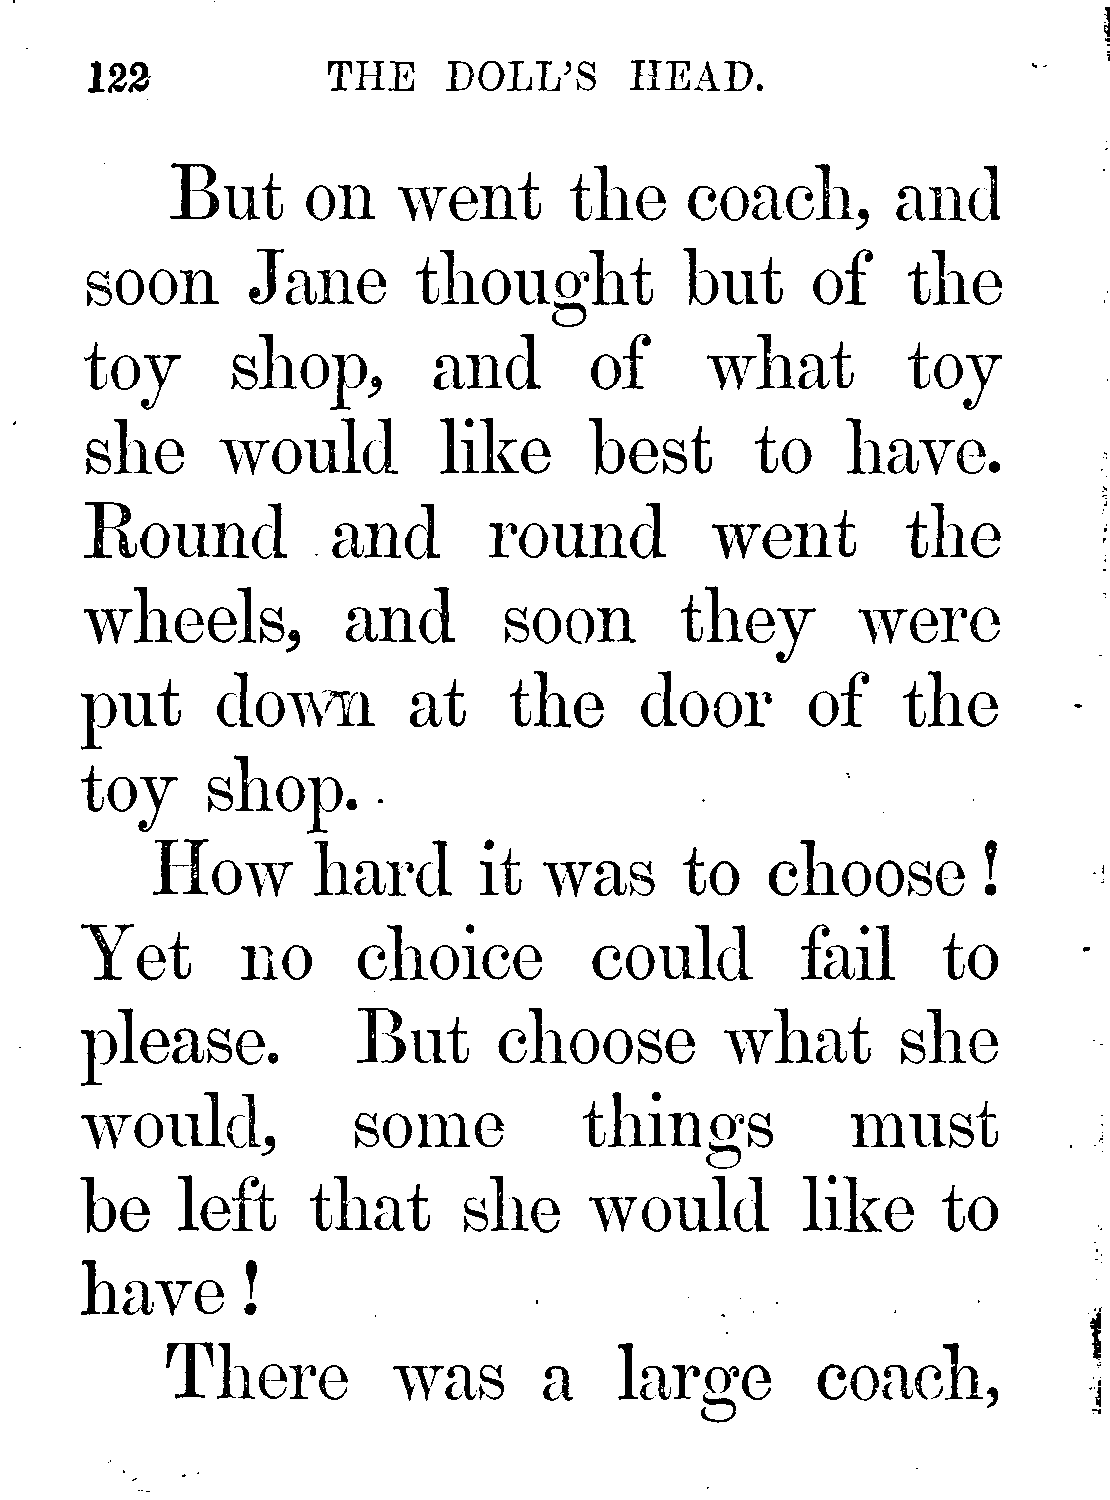 122 THE DOLL'S HEAD.
But on went the coach, and
soon Jane thought but of the
toy shop, and of what toy
she would like best to have.
Round and round went the
wheels, and soon they were
put down at the door of the
toy shop.
How hard it was to choose!
Yet no choice could fail to
please. But choose what she
would, some things must
be left that she would like to
have!
There was a large coach,